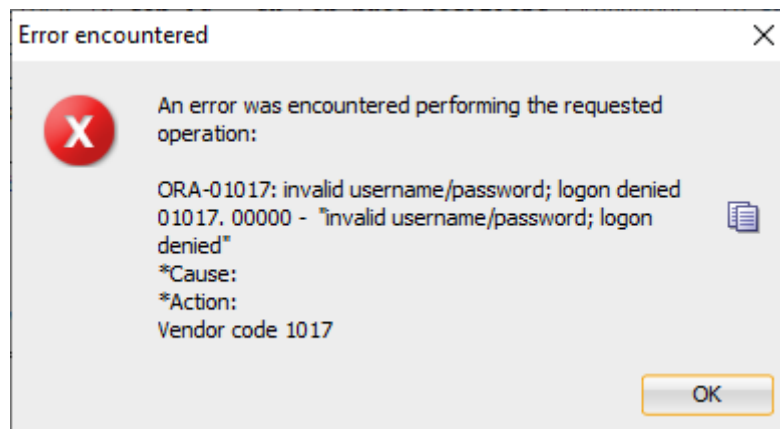 Error encountered
An error was encountered performing the requested
operation:
ORA-01017: invalid username/password; logon denied
01017. 00000 - "invalid username/password; logon
denied"
*Cause:
*Action:
Vendor code 1017
OK